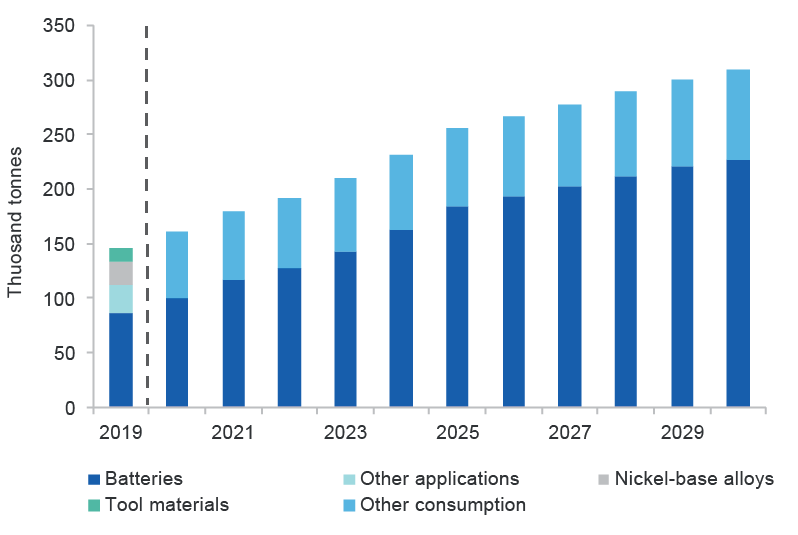 Thuosand tonnes
350
300
250
200
150
100
50
0
2019 2021 2023 2025 2027 2029
Batteries Other applications Nickel-base alloys
Tool materials Other consumption